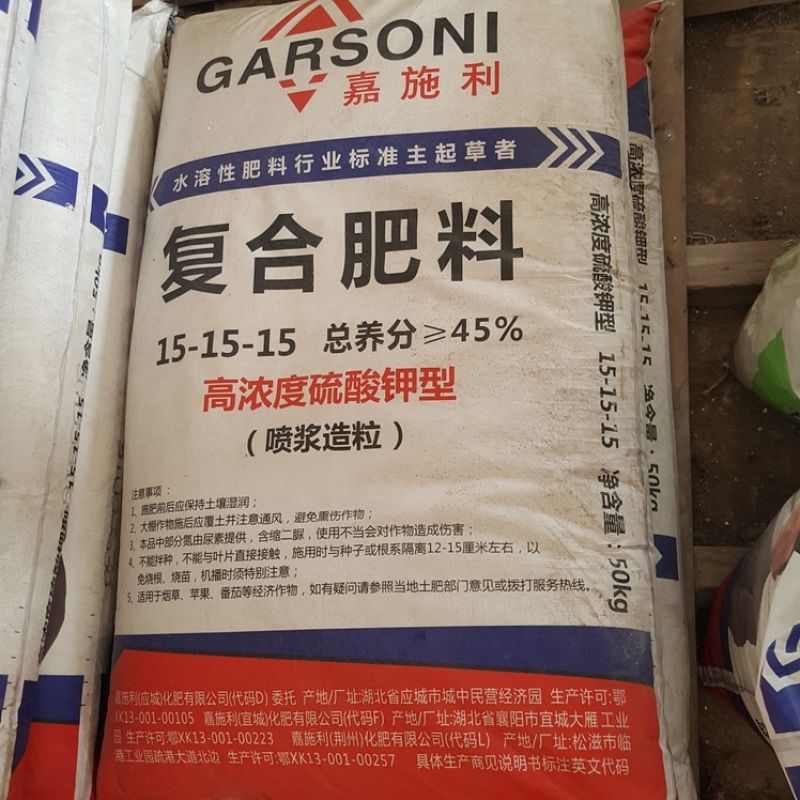 GARSONI
嘉施利
水溶性肥料行业标准主起草者
复合肥料
15-15-15 总养分≥45%
高浓度硫酸钾型
（喷浆造粒）
注意事项：
1、施肥前后应保持土壤湿润；
2、大棚作物施后应覆土并注意通风，避免熏伤作物；
3、本品中部分氮由尿素提供，含缩二脲，使用不当会对作物造成伤害；
4、不能拌种，不能与叶片直接接触，施用时与种子或根系隔离12-15厘米左右，以
免烧根、烧苗，机播时须特别注意；
5、适用于烟草、苹果、番茄等经济作物，如有疑问请参照当地土肥部门意见或拨打服务热线。
嘉施利(应城)化肥有限公司(代码D) 委托 产地/厂址:湖北省应城市城中民营经济园 生产许可:鄂
XK13-001-00105 嘉施利(宜城)化肥有限公司(代码F) 产地/厂址:湖北省襄阳市宜城大雁工业
园 生产许可:鄂XK13-001-00223 嘉施利(荆州)化肥有限公司(代码L) 产地/厂址:松滋市临
港工业园疏港大道北边 生产许可:鄂XK13-001-00257 具体生产商见说明书标注英文代码
高浓度硫酸钾型 15-15-15 净含量：50kg
高浓度硫酸钾型 15-15-15 净含量：50kg